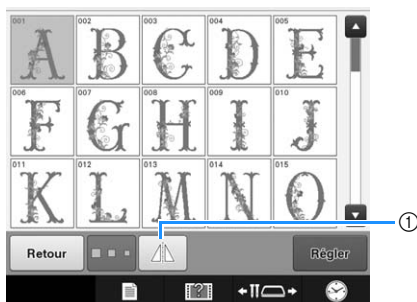 001 002 003 004 005
A B C D E
006 007 008 009 010
F G H I J
011 012 013 014 015
K L M N O
①
Retour Régler
[?]